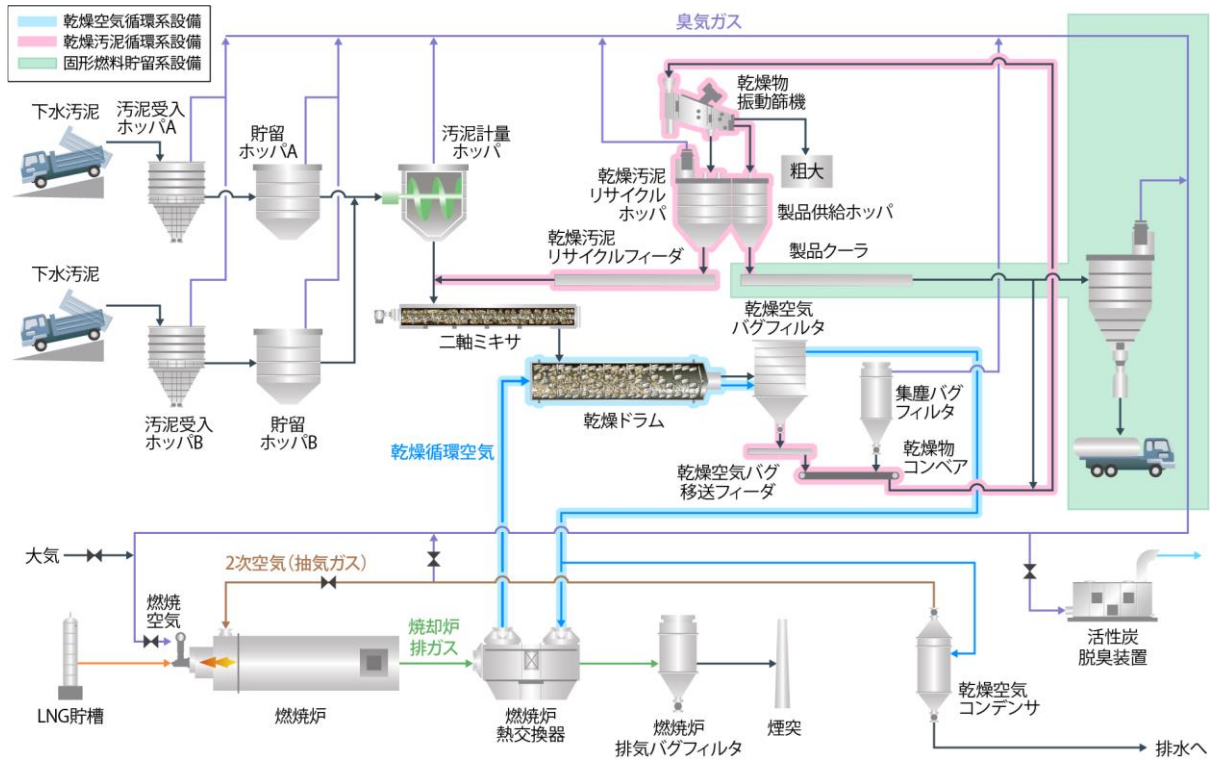 乾燥空気循環系設備
乾燥汚泥循環系設備
固形燃料貯留系設備
臭気ガス
下水汚泥
汚泥受入
ホッパA
貯留
ホッパA
汚泥計量
ホッパ
乾燥物
振動篩機
粗大
乾燥汚泥
リサイクル
ホッパ
製品供給ホッパ
乾燥汚泥
リサイクルフィーダ
製品クーラ
下水汚泥
汚泥受入
ホッパB
貯留
ホッパB
二軸ミキサ
乾燥空気
バグフィルタ
乾燥ドラム
集塵バグ
フィルタ
乾燥循環空気
乾燥空気バグ
移送フィーダ
乾燥物
コンベア
大気
2次空気(抽気ガス)
燃焼
空気
焼却炉
排ガス
LNG貯槽
燃焼炉
燃焼炉
熱交換器
燃焼炉
排気バグフィルタ
煙突
乾燥空気
コンデンサ
活性炭
脱臭装置
排水へ